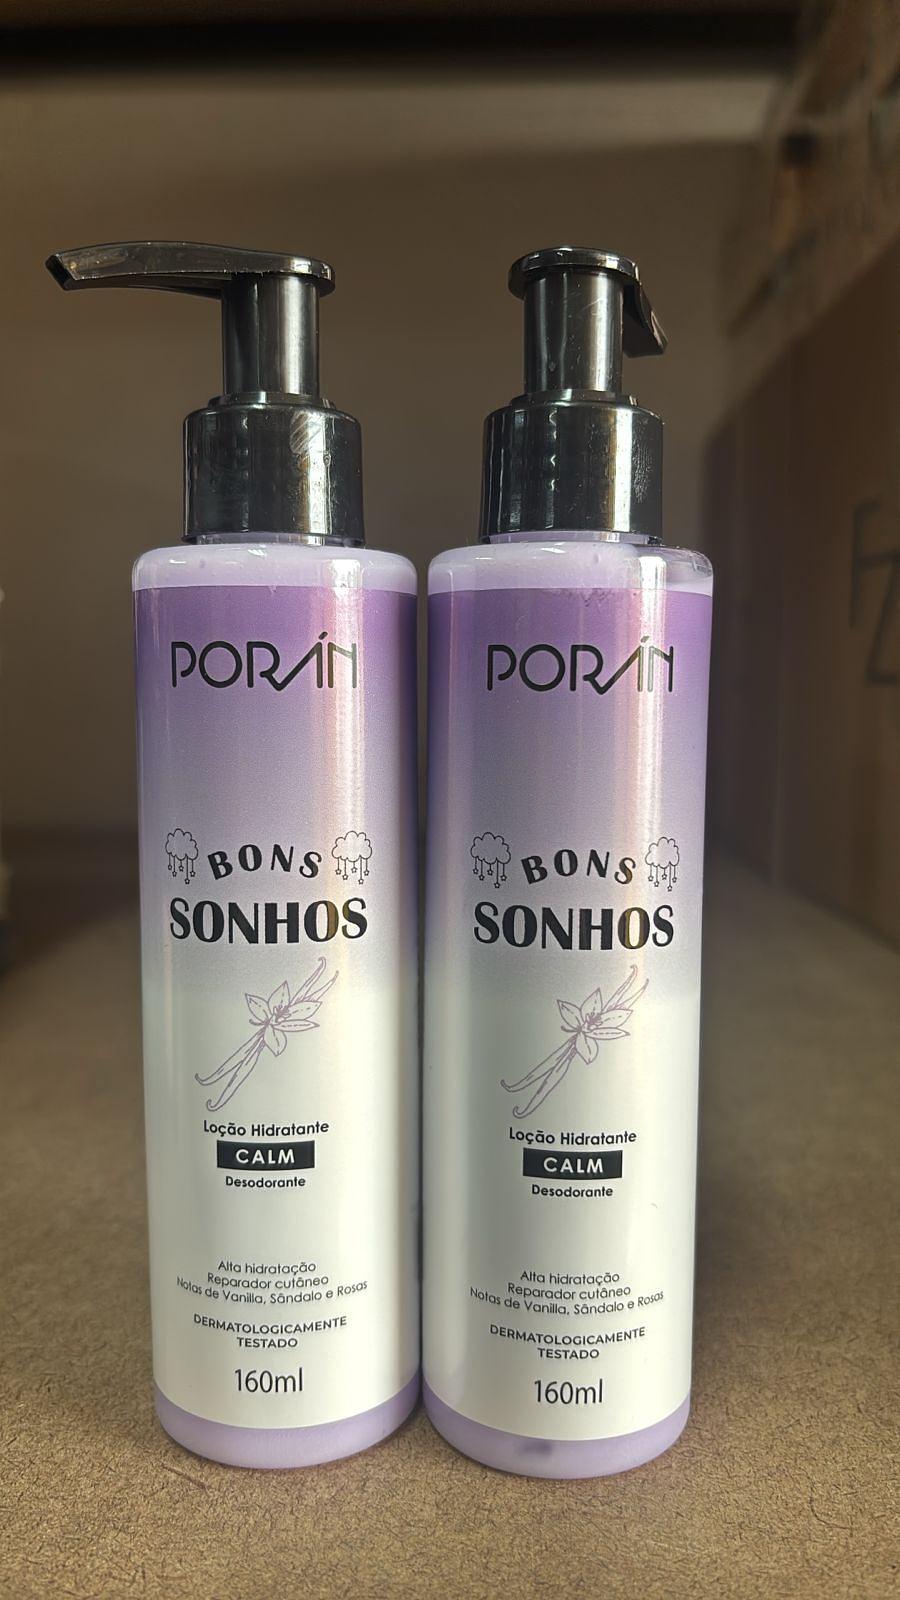 PORÁN
BONS
SONHOS
Loção Hidratante
CALM
Desodorante
Alta hidratação
Reparador cutâneo
Notas de Vanilla, Sândalo e Rosas
DERMATOLOGICAMENTE
TESTADO
160ml
PORÁN
BONS
SONHOS
Loção Hidratante
CALM
Desodorante
Alta hidratação
Reparador cutâneo
Notas de Vanilla, Sândalo e Rosas
DERMATOLOGICAMENTE
TESTADO
160ml